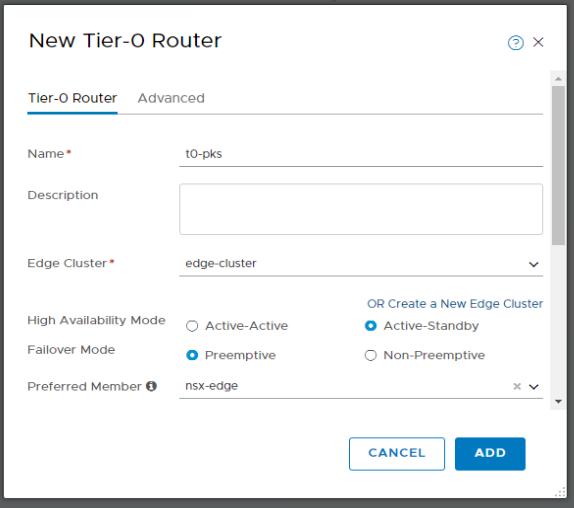 New Tier-0 Router
Tier-0 Router Advanced
Name*
t0-pks
Description
Edge Cluster*
edge-cluster
OR Create a New Edge Cluster
High Availability Mode
Active-Active Active-Standby
Failover Mode
Preemptive Non-Preemptive
Preferred Member
nsx-edge
CANCEL ADD